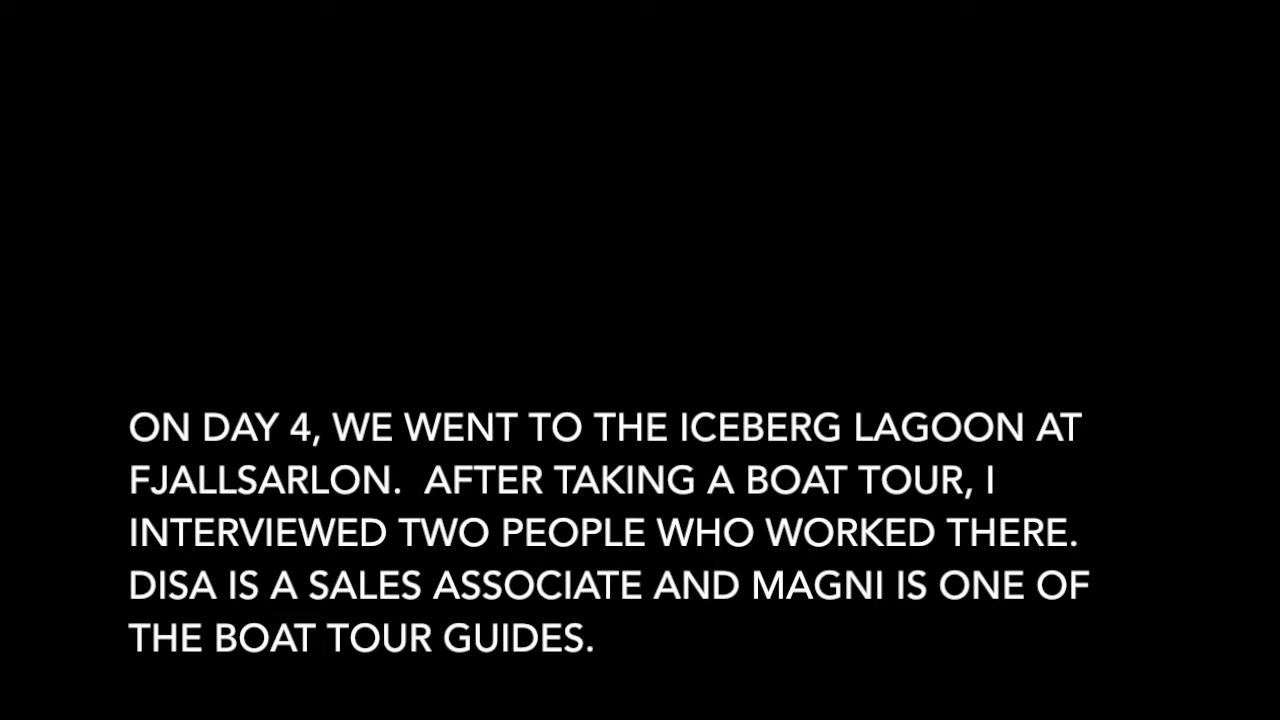 ON DAY 4, WE WENT TO THE ICEBERG LAGOON AT
FJALLSARLON.  AFTER TAKING A BOAT TOUR, I
INTERVIEWED TWO PEOPLE WHO WORKED THERE.
DISA IS A SALES ASSOCIATE AND MAGNI IS ONE OF
THE BOAT TOUR GUIDES.